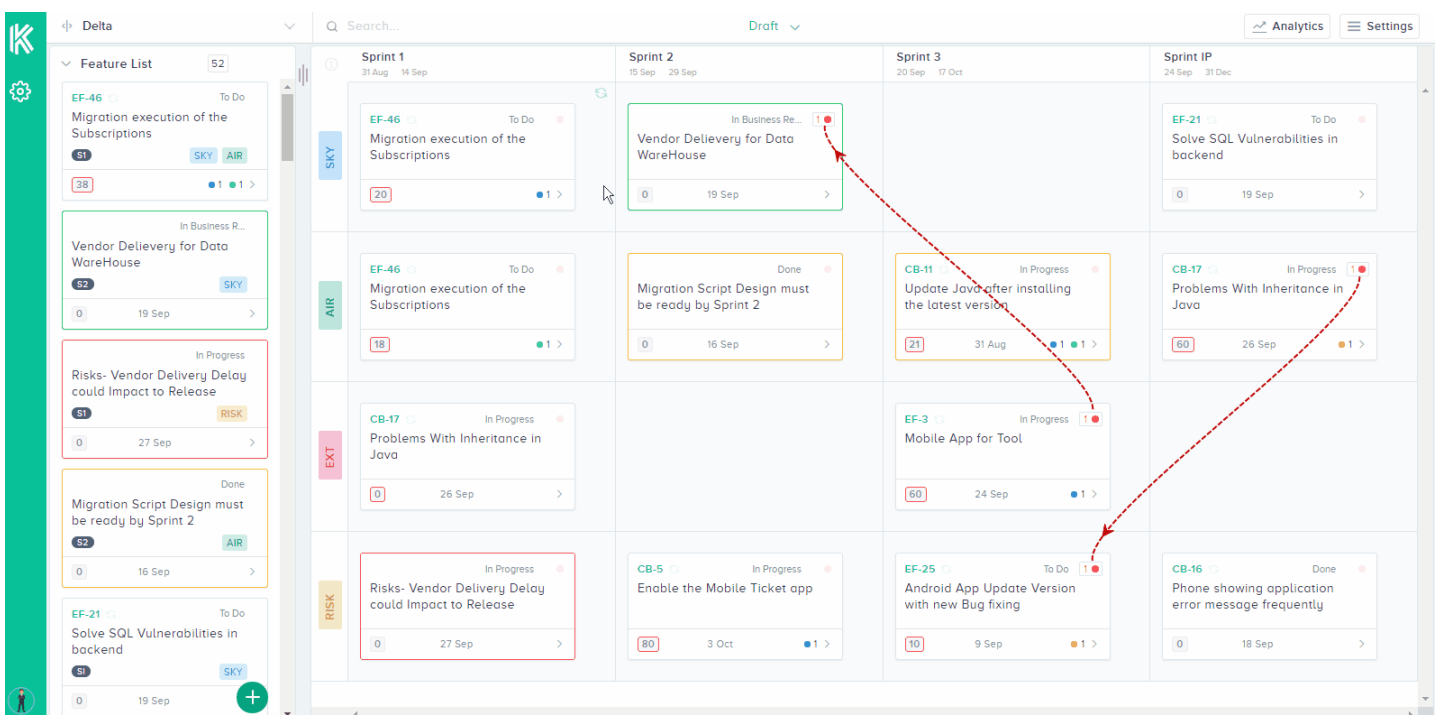 Delta
Search...
Draft
Analytics
Settings
Feature List 52
EF-46 To Do
Migration execution of the
Subscriptions
S1 SKY AIR
38 1 1
In Business R...
Vendor Delievery for Data
WareHouse
S2 SKY
0 19 Sep
In Progress
Risks- Vendor Delivery Delay
could Impact to Release
S1 RISK
0 27 Sep
Done
Migration Script Design must
be ready by Sprint 2
S2 AIR
0 16 Sep
EF-21 To Do
Solve SQL Vulnerabilities in
backend
SI SKY
0 19 Sep
Sprint 1
31 Aug 14 Sep
Sprint 2
15 Sep 29 Sep
Sprint 3
20 Sep 17 Oct
Sprint IP
24 Sep 31 Dec
SKY
EF-46 To Do
Migration execution of the
Subscriptions
20 1
In Business Re... 1
Vendor Delievery for Data
WareHouse
0 19 Sep
EF-21 To Do
Solve SQL Vulnerabilities in
backend
0 19 Sep
AIR
EF-46 To Do
Migration execution of the
Subscriptions
18 1
Done
Migration Script Design must
be ready by Sprint 2
0 16 Sep
CB-11 In Progress
Update Java after installing
the latest version
21 31 Aug 1 1
CB-17 In Progress 1
Problems With Inheritance in
Java
60 26 Sep 1
EXT
CB-17 In Progress
Problems With Inheritance in
Java
0 26 Sep
EF-3 In Progress 1
Mobile App for Tool
60 24 Sep 1
RISK
In Progress
Risks- Vendor Delivery Delay
could Impact to Release
0 27 Sep
CB-5 In Progress
Enable the Mobile Ticket app
80 3 Oct 1
EF-25 To Do 1
Android App Update Version
with new Bug fixing
10 9 Sep 1
CB-16 Done
Phone showing application
error message frequently
0 18 Sep